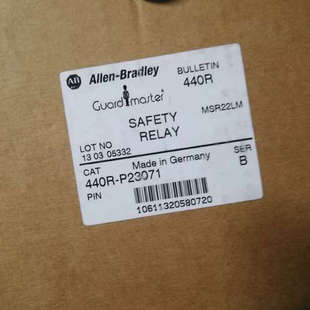 AB Allen-Bradley
BULLETIN
440R
Guardmaster
MSR22LM
SAFETY
RELAY
LOT NO
13 03 05332
CAT
Made in Germany
SER
440R-P23071
B
PIN
10611320580720